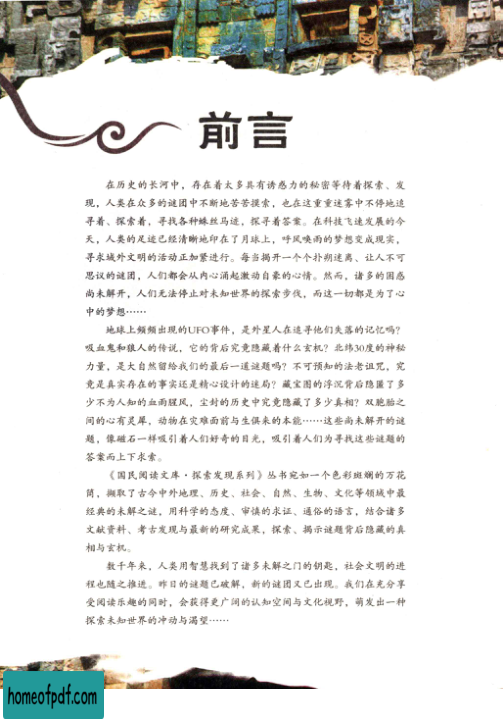 前言
在历史的长河中，存在着太多具有诱惑力的秘密等待着探索、发
现，人类在众多的谜团中不断地苦苦摸索，也在这重重迷雾中不停地追
寻着、探索着，寻找各种蛛丝马迹，探寻着答案。在科技飞速发展的今
天，人类的足迹已经清晰地印在了月球上，呼风唤雨的梦想变成现实，
寻求域外文明的活动正加紧进行。每当揭开一个个扑朔迷离、让人不可
思议的谜团，人们都会从内心涌起激动自豪的心情。然而，诸多的困惑
尚未解开，人们无法停止对未知世界的探索步伐，而这一切都是为了心
中的梦想……
地球上频频出现的UFO事件，是外星人在追寻他们失落的记忆吗？
吸血鬼和狼人的传说，它的背后究竟隐藏着什么玄机？北纬30度的神秘
力量，是大自然留给我们的最后一道谜题吗？不可预知的法老诅咒，究
竟是真实存在的事实还是精心设计的迷局？藏宝图的浮沉背后隐匿了多
少不为人知的血雨腥风，尘封的历史中究竟隐藏了多少真相？双胞胎之
间的心有灵犀，动物在灾难面前与生俱来的本能……这些尚未解开的谜
题，像磁石一样吸引着人们好奇的目光，吸引着人们为寻找这些谜题的
答案而上下求索。
《国民阅读文库·探索发现系列》丛书宛如一个色彩斑斓的万花
筒，撷取了古今中外地理、历史、社会、自然、生物、文化等领域中最
经典的未解之谜，用科学的态度、审慎的求证、通俗的语言，结合诸多
文献资料、考古发现与最新的研究成果，探索、揭示谜题背后隐藏的真
相与玄机。
数千年来，人类用智慧找到了诸多未解之门的钥匙，社会文明的进
程也随之推进。昨日的谜题已破解，新的谜团又已出现。我们在充分享
受阅读乐趣的同时，会获得更广阔的认知空间与文化视野，萌发出一种
探索未知世界的冲动与渴望……
homeofpdf.com